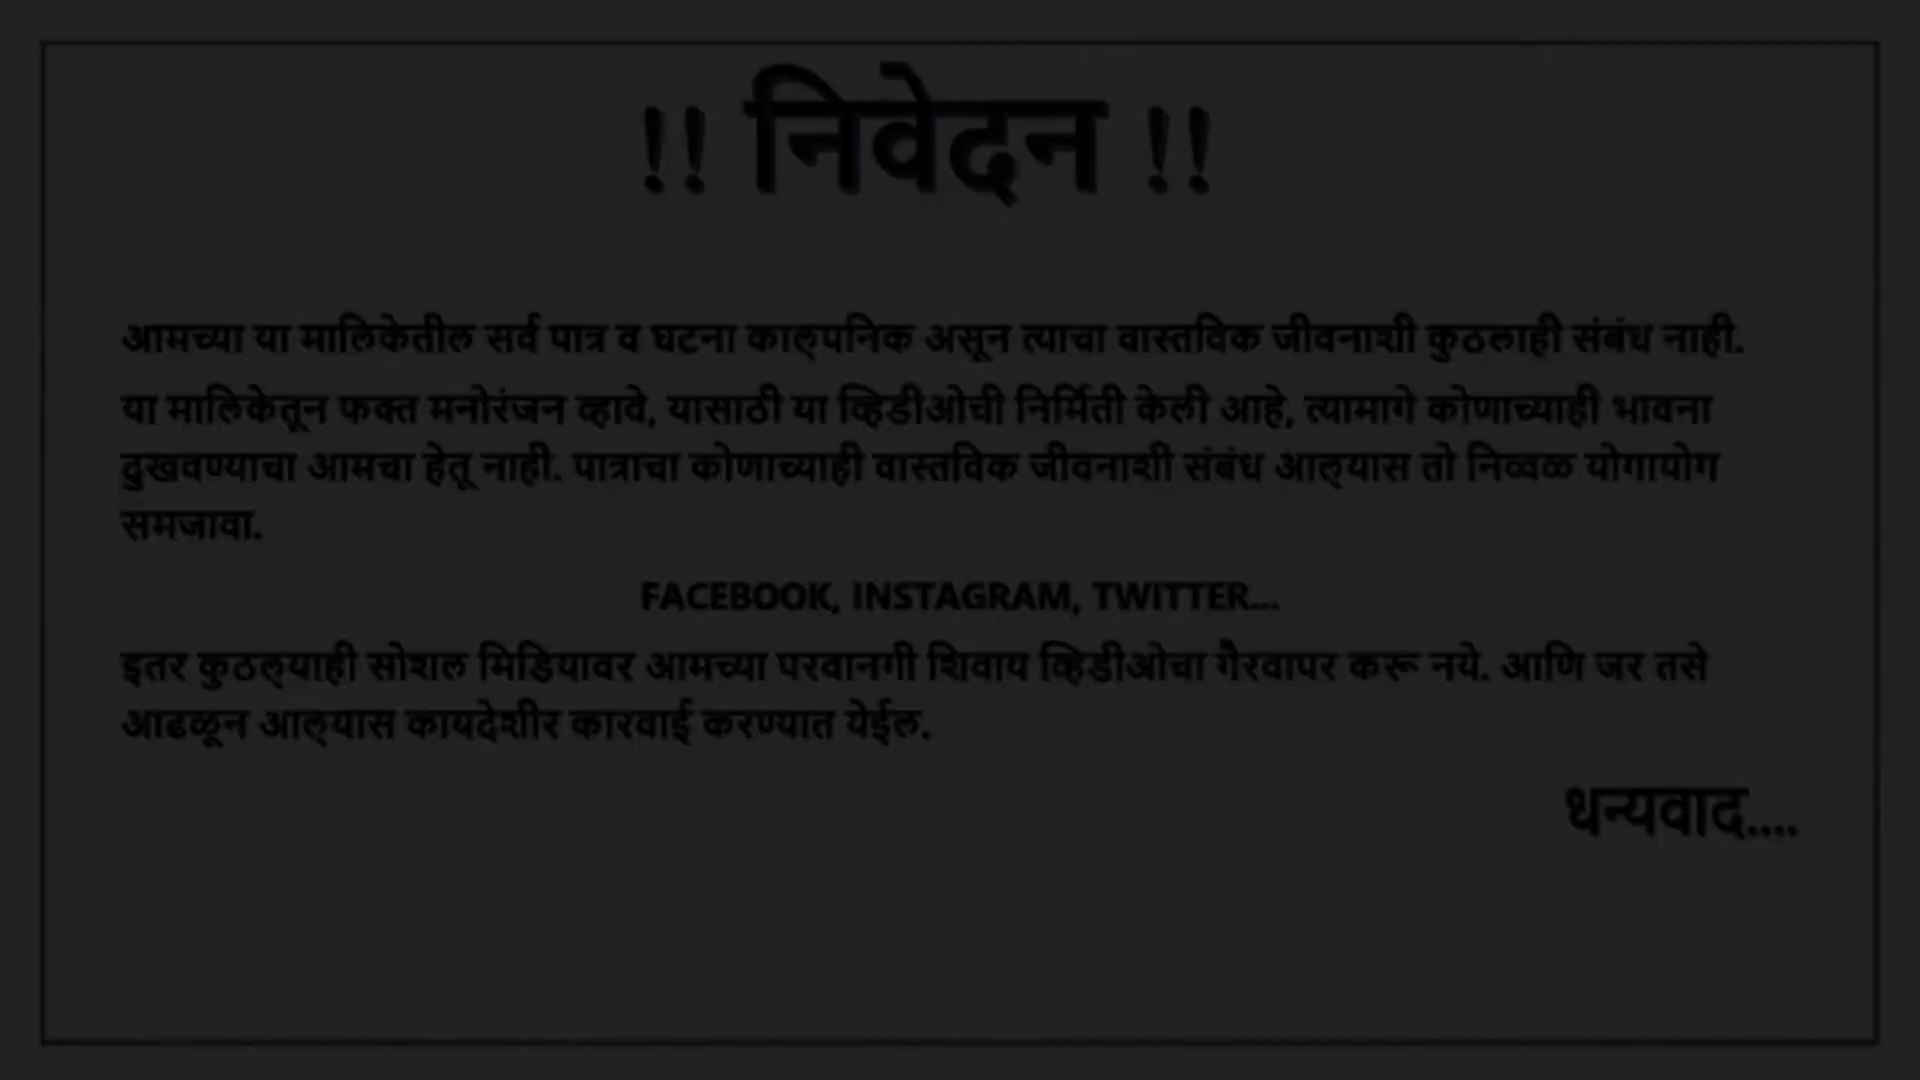 !! निवेदन !!
आमच्या या मालिकेतील सर्व पात्र व घटना काल्पनिक असून त्याचा वास्तविक जीवनाशी कुठलाही संबंध नाही.
या मालिकेतून फक्त मनोरंजन व्हावे, यासाठी या व्हिडीओची निर्मिती केली आहे, त्यामागे कोणाच्याही भावना
दुखवण्याचा आमचा हेतू नाही. पात्राचा कोणाच्याही वास्तविक जीवनाशी संबंध आल्यास तो निव्वळ योगायोग
समजावा.
FACEBOOK, INSTAGRAM, TWITTER...
इतर कुठल्याही सोशल मिडियावर आमच्या परवानगी शिवाय व्हिडीओचा गैरवापर करू नये. आणि जर तसे
आढळून आल्यास कायदेशीर कारवाई करण्यात येईल.
धन्यवाद....